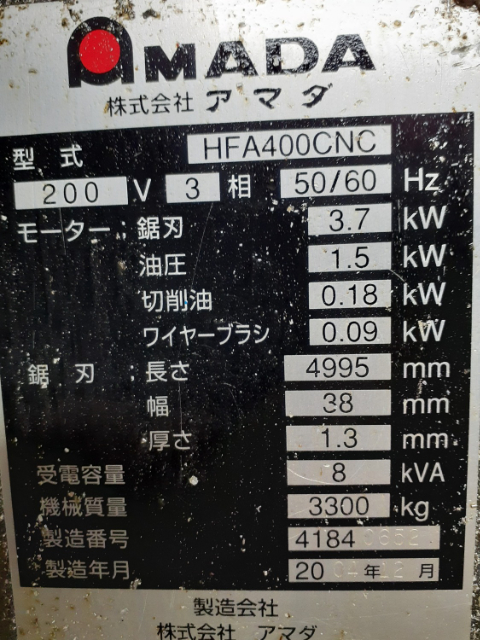 AMADA
株式会社 アマダ
型式 HFA400CNC
200 V 3 相 50/60 Hz
モーター:鋸刃 3.7 kW
油圧 1.5 kW
切削油 0.18 kW
ワイヤーブラシ 0.09 kW
鋸刃:長さ 4995 mm
幅 38 mm
厚さ 1.3 mm
受電容量 8 kVA
機械質量 3300 kg
製造番号 4184
製造年月 20 年 月
製造会社
株式会社 アマダ